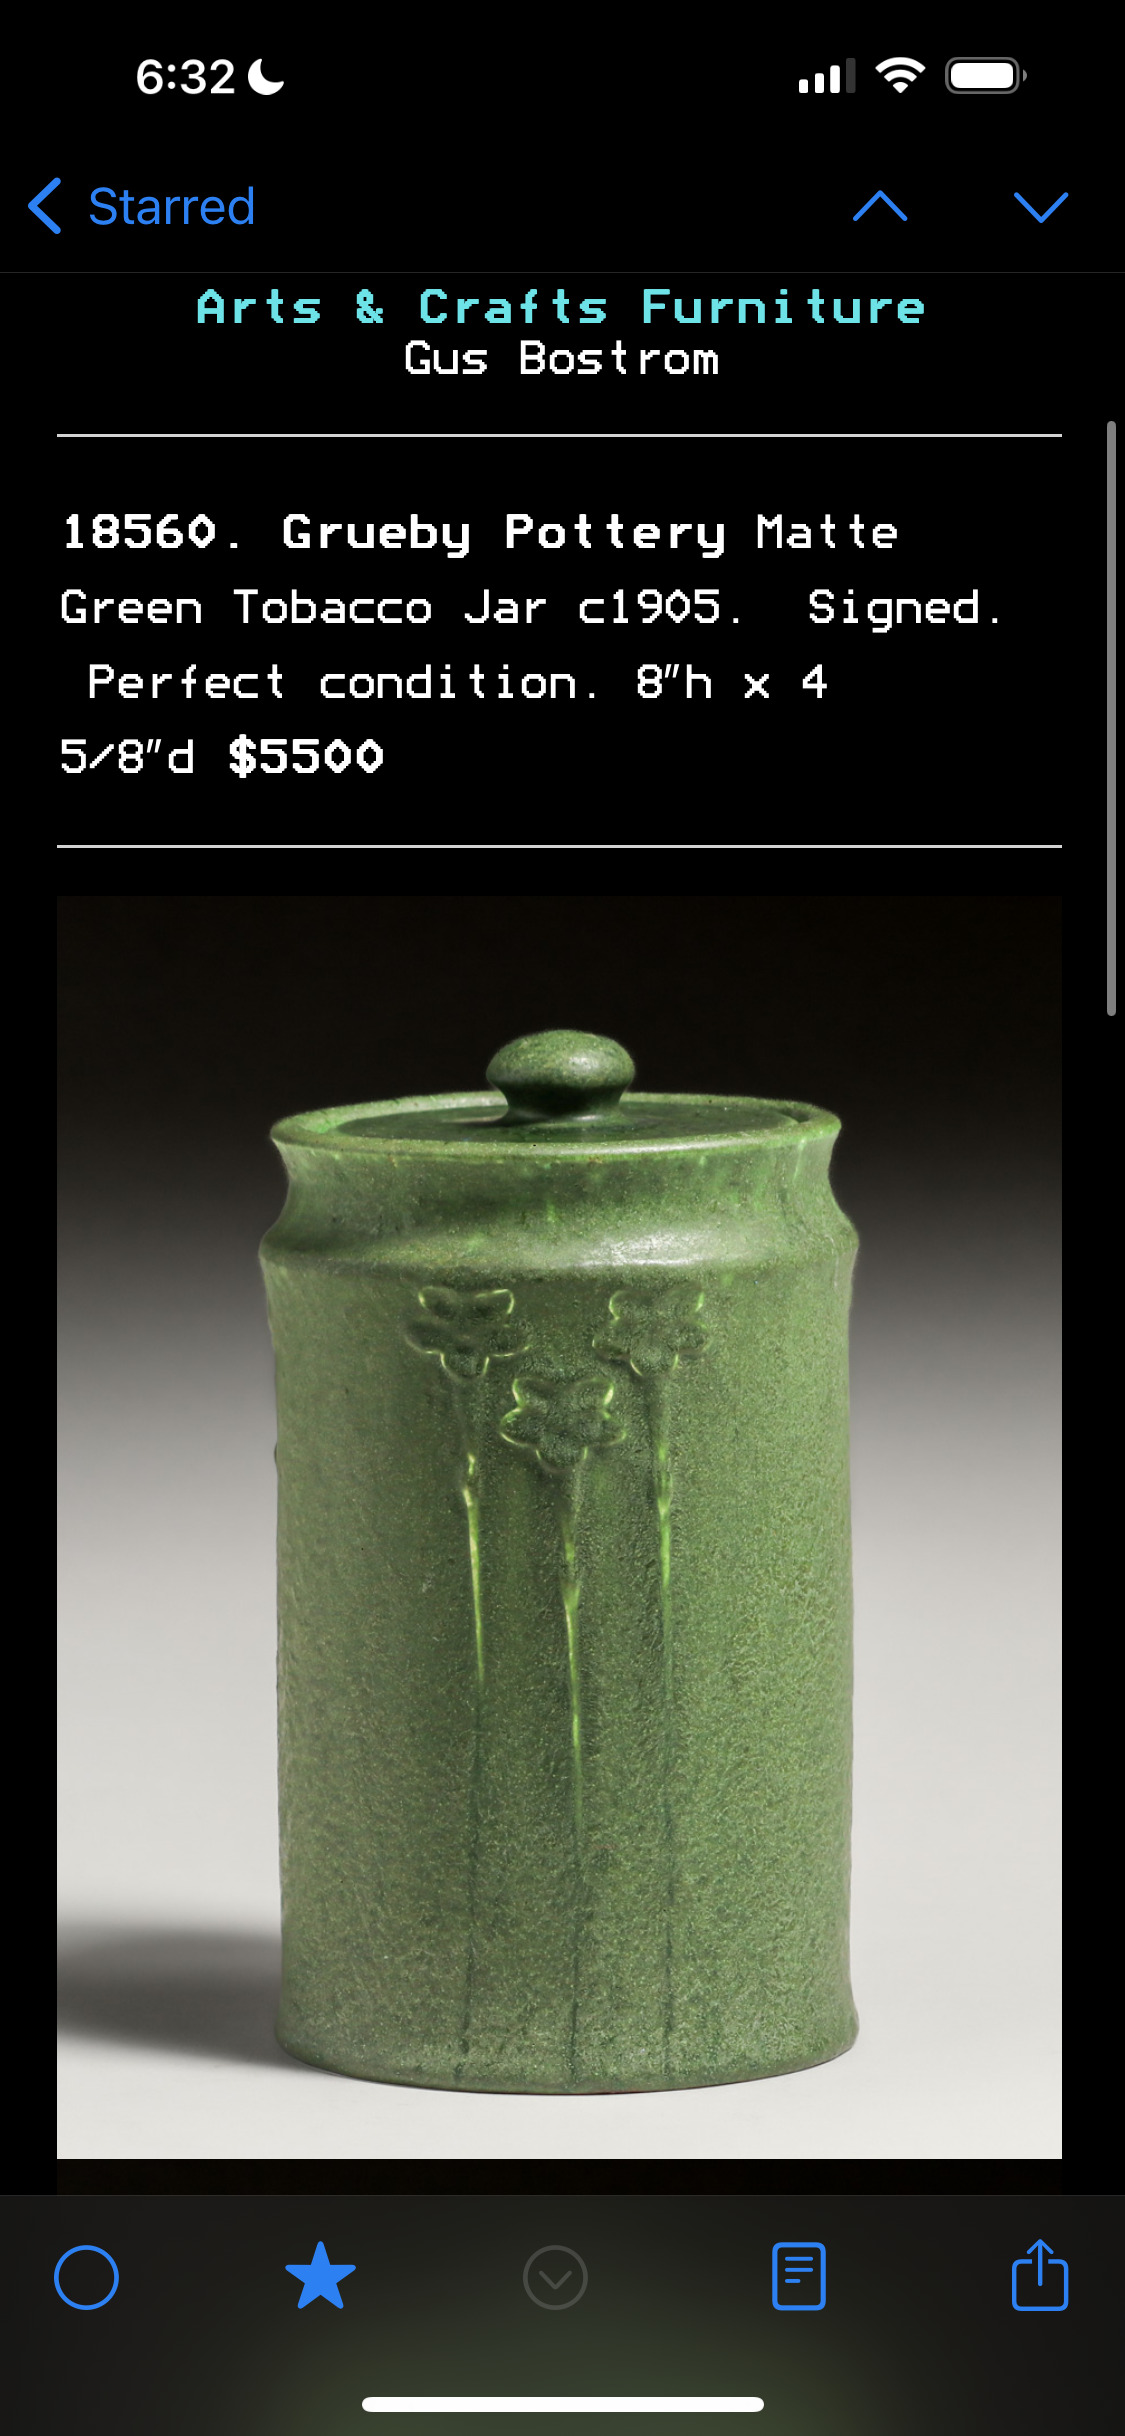 6:32
Starred
Arts & Crafts Furniture
Gus Bostrom
18560. Grueby Pottery Matte
Green Tobacco Jar c1905.  Signed.
Perfect condition. 8"h x 4
5/8"d $5500